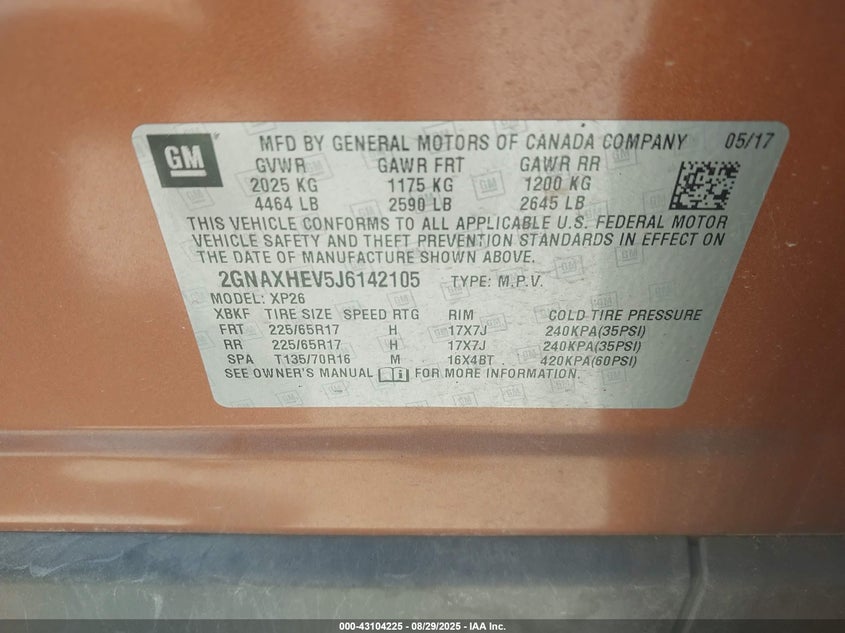 GM
MFD BY GENERAL MOTORS OF CANADA COMPANY 05/17
GVWR GAWR FRT GAWR RR
2025 KG 1175 KG 1200 KG
4464 LB 2590 LB 2645 LB
THIS VEHICLE CONFORMS TO ALL APPLICABLE U.S. FEDERAL MOTOR
VEHICLE SAFETY AND THEFT PREVENTION STANDARDS IN EFFECT ON
THE DATE OF MANUFACTURE SHOWN ABOVE.
2GNAXHEV5J6142105 TYPE: M.P.V.
MODEL: XP26
XBKF TIRE SIZE SPEED RTG RIM COLD TIRE PRESSURE
FRT 225/65R17 H 17X7J 240KPA(35PSI)
RR 225/65R17 H 17X7J 240KPA(35PSI)
SPA T135/70R16 M 16X4BT 420KPA(60PSI)
SEE OWNER'S MANUAL FOR MORE INFORMATION.
000-43104225 - 08/29/2025 - IAA Inc.